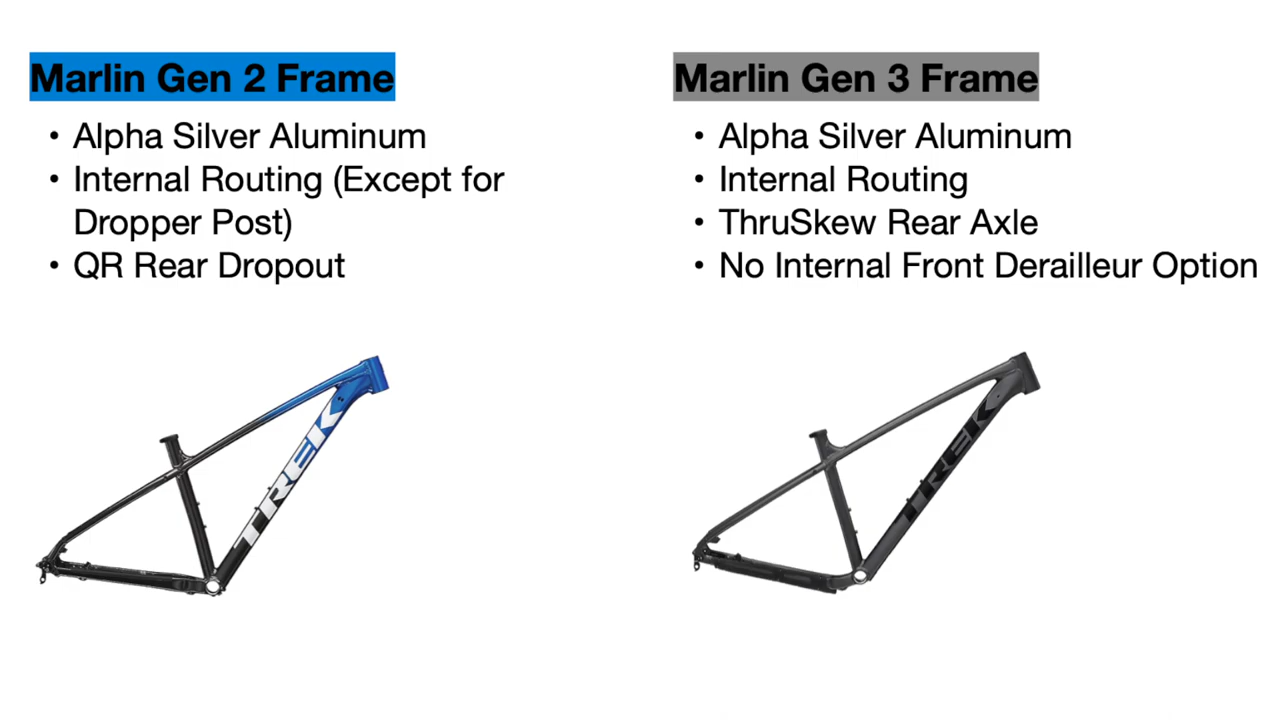 Marlin Gen 2 Frame
• Alpha Silver Aluminum
• Internal Routing (Except for
Dropper Post)
• QR Rear Dropout
TREK
Marlin Gen 3 Frame
• Alpha Silver Aluminum
• Internal Routing
• ThruSkew Rear Axle
• No Internal Front Derailleur Option
TREK